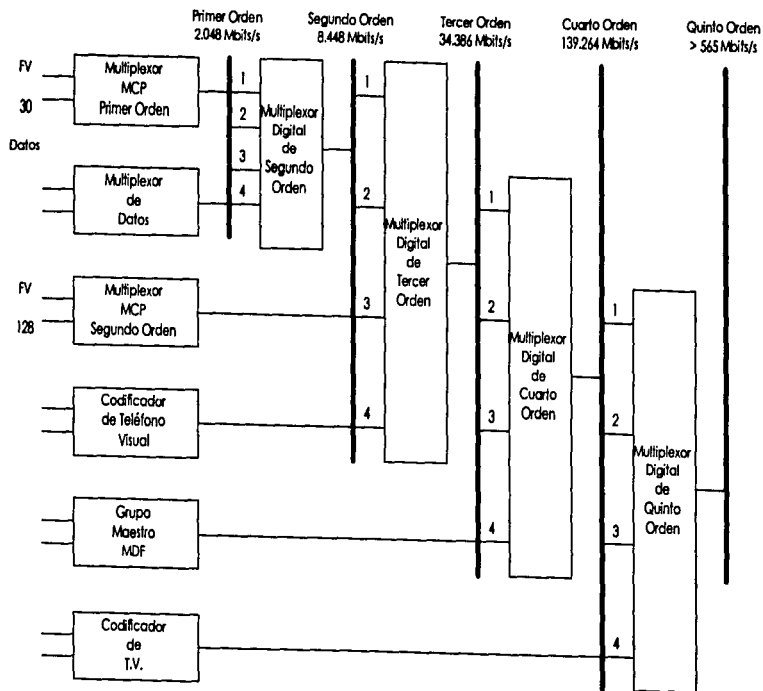 Primer Orden
2.048 Mbits/s
Segundo Orden
8.448 Mbits/s
Tercer Orden
34.386 Mbits/s
Cuarto Orden
139.264 Mbits/s
Quinto Orden
> 565 Mbits/s
FV
30
Datos
Multiplexor
MCP
Primer Orden
Multiplexor
de
Datos
FV
128
Multiplexor
MCP
Segundo Orden
Codificador
de Teléfono
Visual
Grupo
Maestro
MDF
Codificador
de
T.V.
1
2
3
4
Multiplexor
Digital
de
Segundo
Orden
1
2
3
4
Multiplexor
Digital
de
Tercer
Orden
1
2
3
4
Multiplexor
Digital
de
Cuarto
Orden
1
2
3
4
Multiplexor
Digital
de
Quinto
Orden